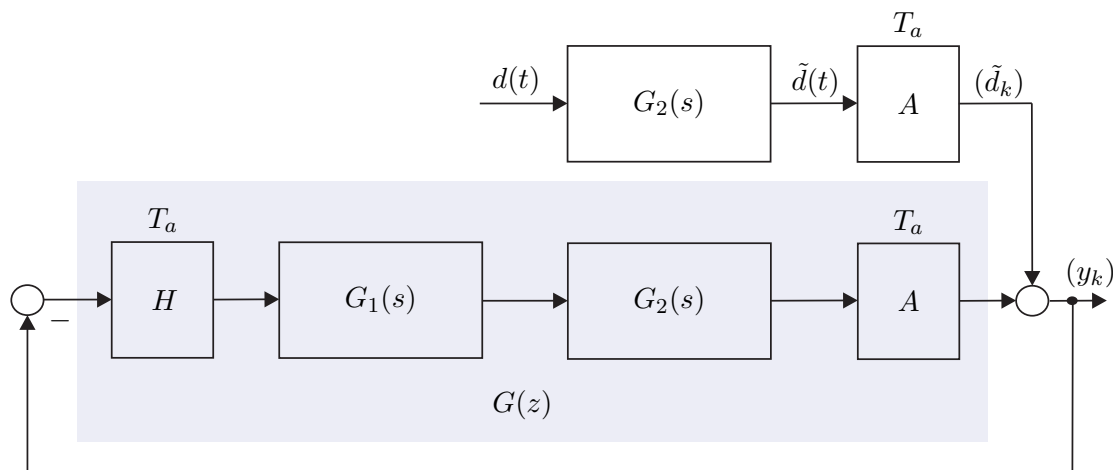 T_a
d(t) G_2(s) \tilde{d}(t) A (\tilde{d}_k)
T_a T_a
H G_1(s) G_2(s) A (y_k)
−
G(z)